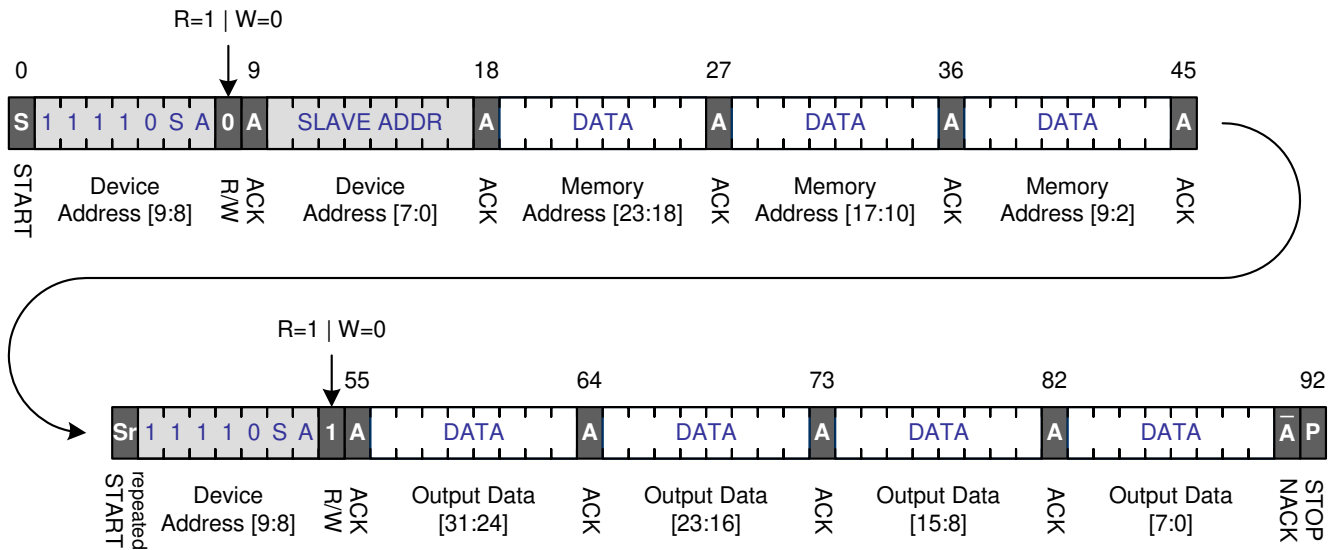 R=1 | W=0
0 9 18 27 36 45
S 1 1 1 1 0 S A 0 A SLAVE ADDR A DATA A DATA A DATA A
START Device Address [9:8] R/W ACK Device Address [7:0] ACK Memory Address [23:18] ACK Memory Address [17:10] ACK Memory Address [9:2] ACK
R=1 | W=0
55 64 73 82 92
Sr 1 1 1 1 0 S A 1 A DATA A DATA A DATA A DATA A̅ P
repeated START Device Address [9:8] R/W ACK Output Data [31:24] ACK Output Data [23:16] ACK Output Data [15:8] ACK Output Data [7:0] NACK STOP